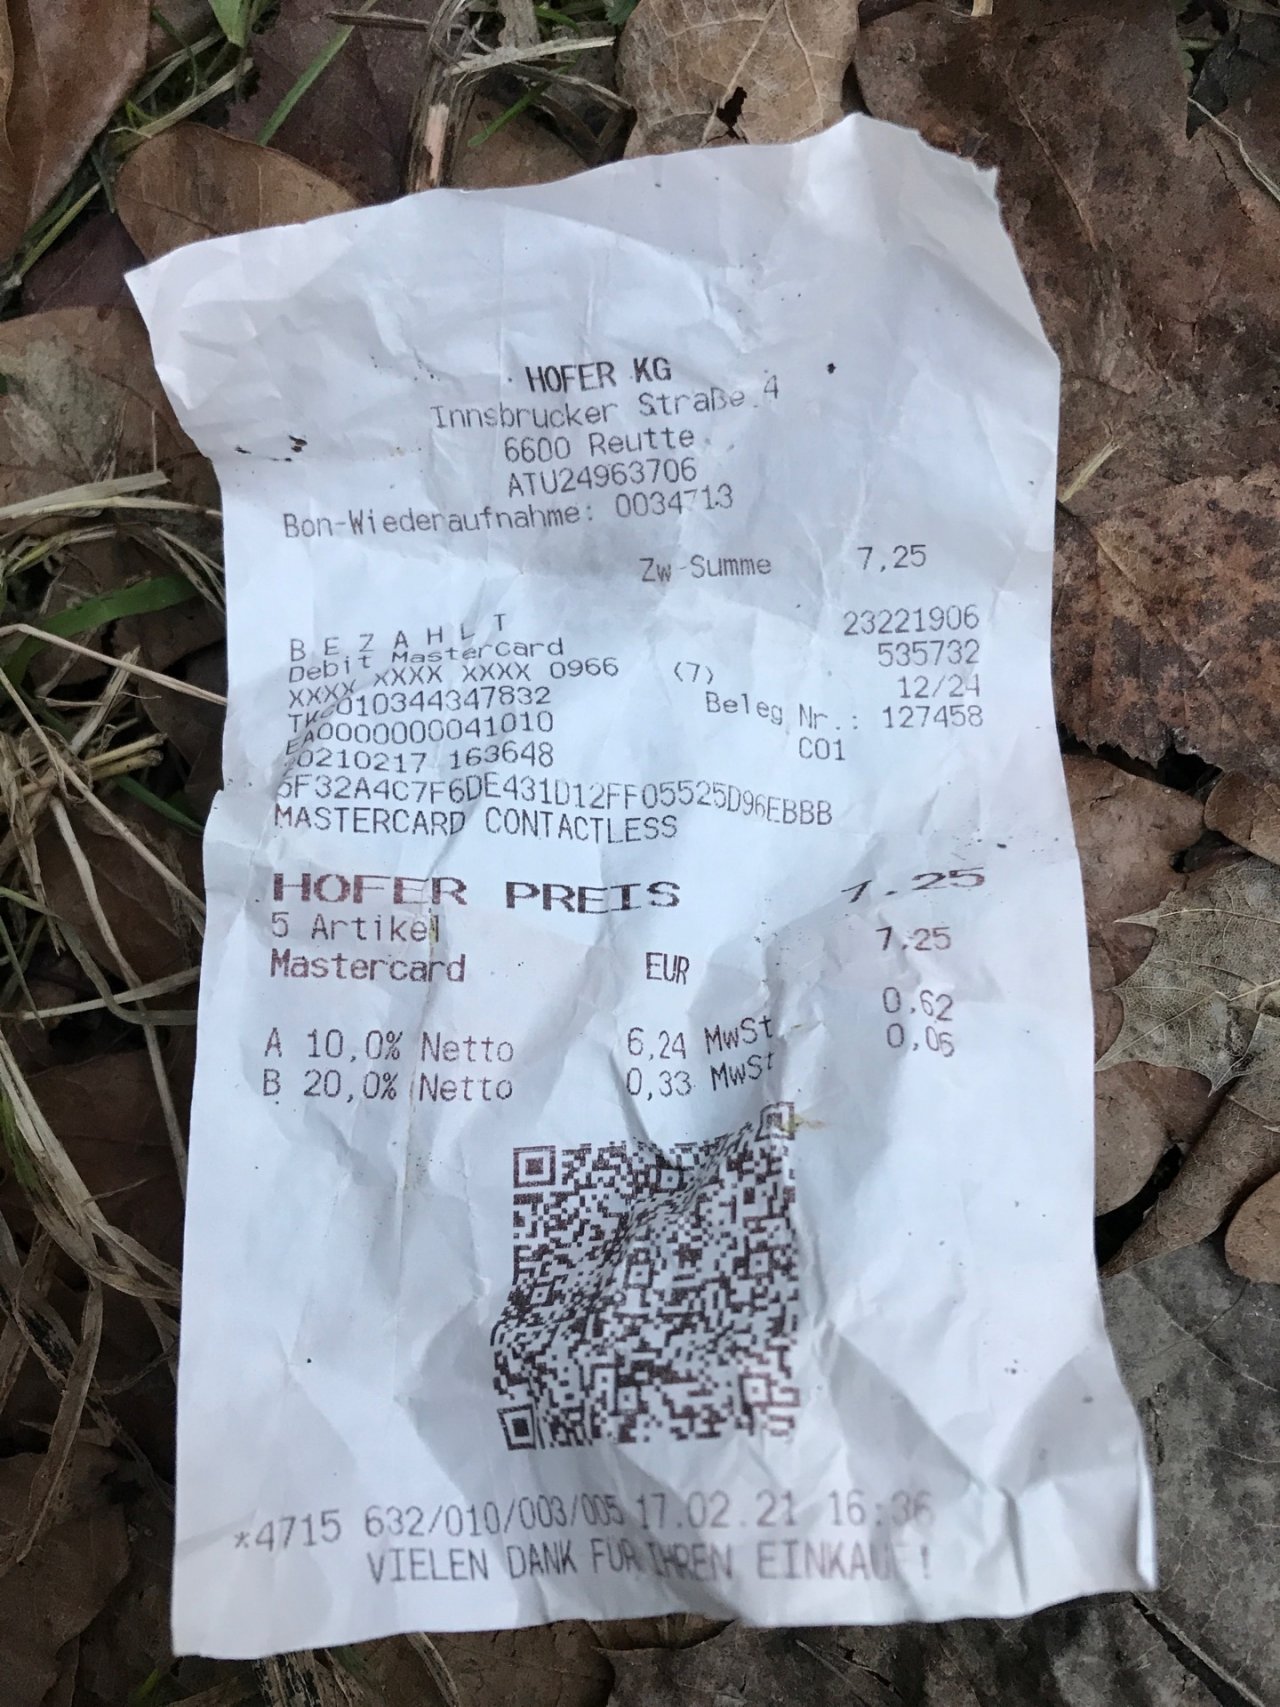 HOFER KG
Innsbrucker Straße 4
6600 Reutte
ATU24963706
Bon-Wiederaufnahme: 0034713
Zw-Summe 7,25
B E Z A H L T 23221906
Debit Mastercard 535732
XXXX XXXX XXXX 0966 (7) 12/24
010344347832 Beleg Nr.: 127458
EA0000000041010 C01
20210217 163648
5F32A4C7F6DE431D12FF05525D96EBBB
MASTERCARD CONTACTLESS
HOFER PREIS 7.25
5 Artikel
Mastercard EUR 7,25
A 10,0% Netto 6,24 MwSt 0,62
B 20,0% Netto 0,33 MwSt 0,06
*4715 632/010/003/005 17.02.21 16:36
VIELEN DANK FÜR IHREN EINKAUF!